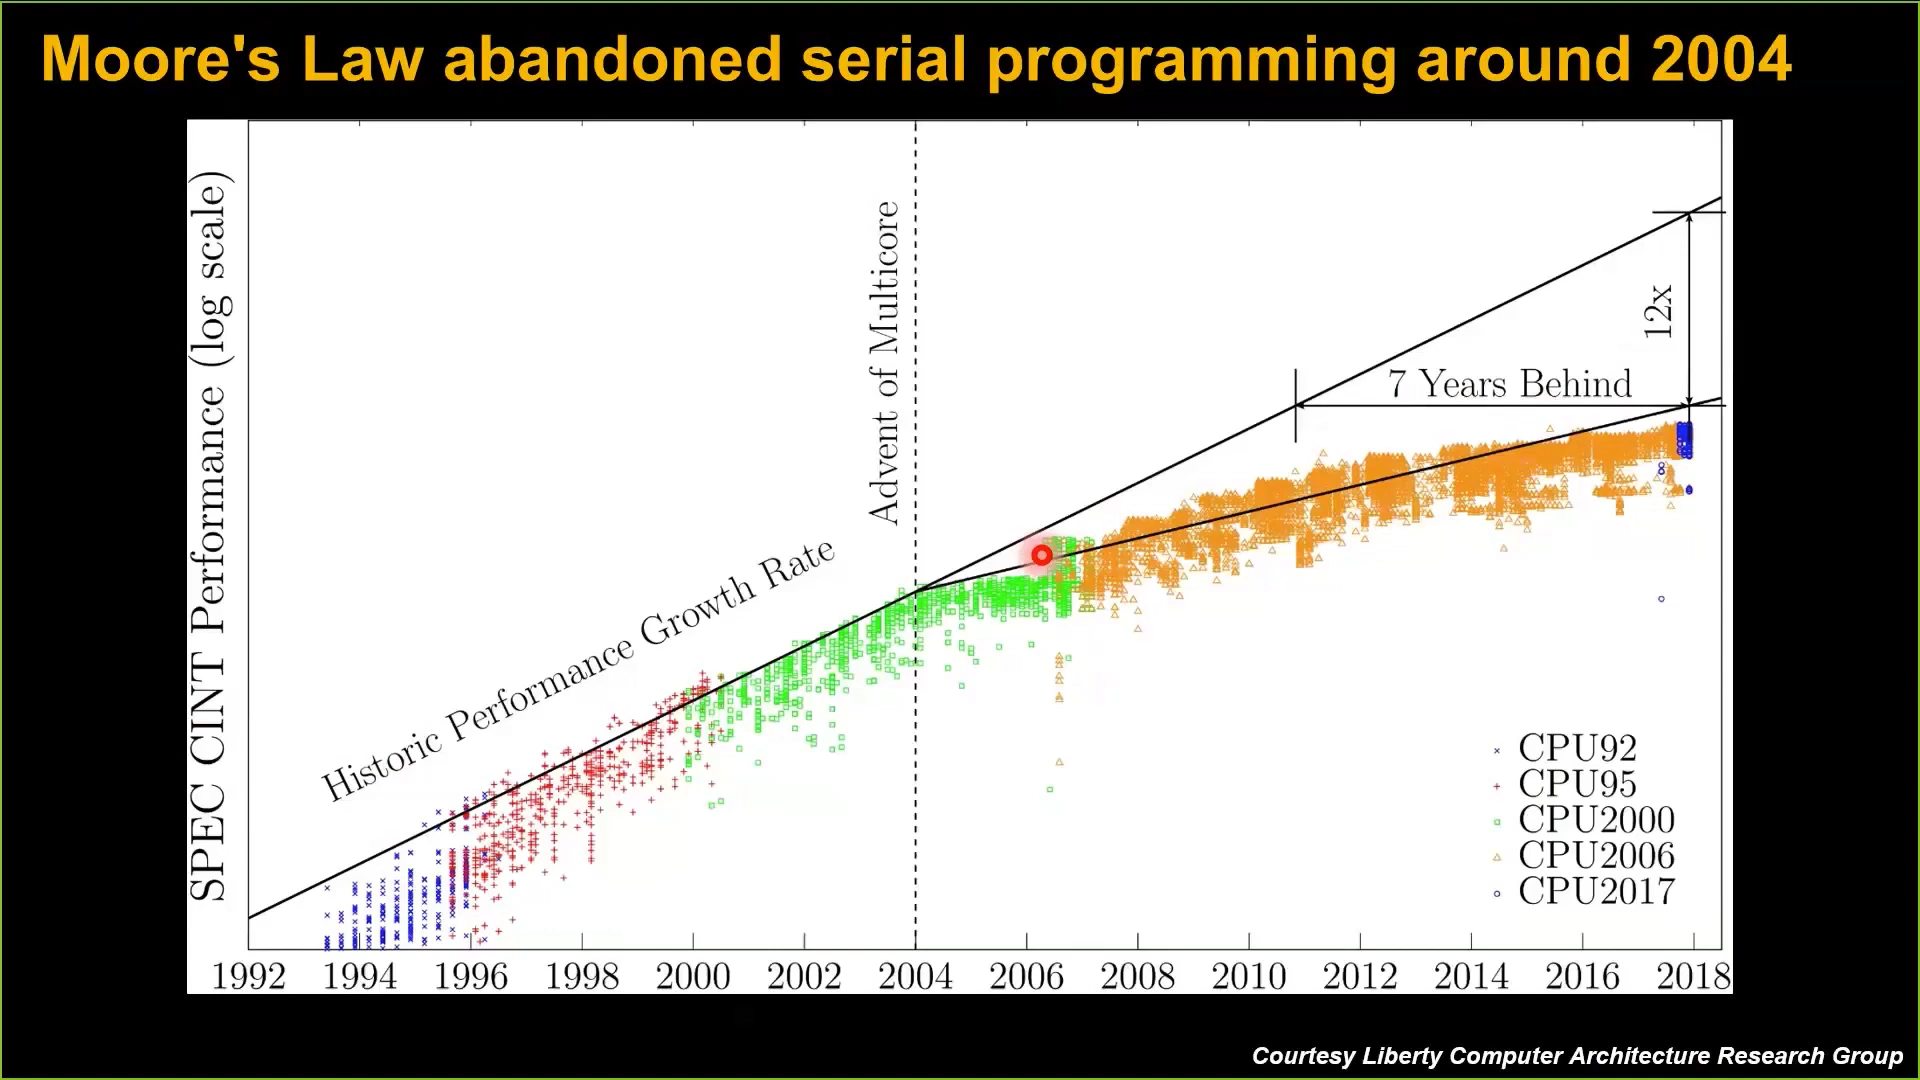 Moore's Law abandoned serial programming around 2004
SPEC CINT Performance (log scale)
Historic Performance Growth Rate
Advent of Multicore
12x
7 Years Behind
CPU92
CPU95
CPU2000
CPU2006
CPU2017
1992 1994 1996 1998 2000 2002 2004 2006 2008 2010 2012 2014 2016 2018
Courtesy Liberty Computer Architecture Research Group